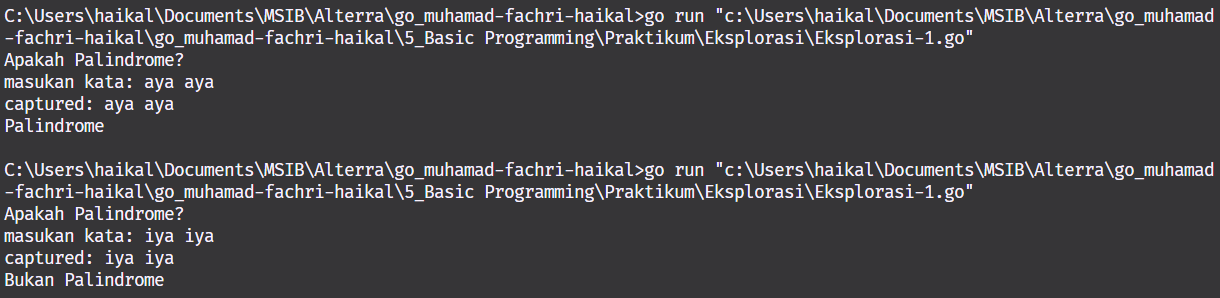 C:\Users\haikal\Documents\MSIB\Alterra\go_muhamad-fachri-haikal>go run "c:\Users\haikal\Documents\MSIB\Alterra\go_muhamad
-fachri-haikal\go_muhamad-fachri-haikal\5_Basic Programming\Praktikum\Eksplorasi\Eksplorasi-1.go"
Apakah Palindrome?
masukan kata: aya aya
captured: aya aya
Palindrome
C:\Users\haikal\Documents\MSIB\Alterra\go_muhamad-fachri-haikal>go run "c:\Users\haikal\Documents\MSIB\Alterra\go_muhamad
-fachri-haikal\go_muhamad-fachri-haikal\5_Basic Programming\Praktikum\Eksplorasi\Eksplorasi-1.go"
Apakah Palindrome?
masukan kata: iya iya
captured: iya iya
Bukan Palindrome